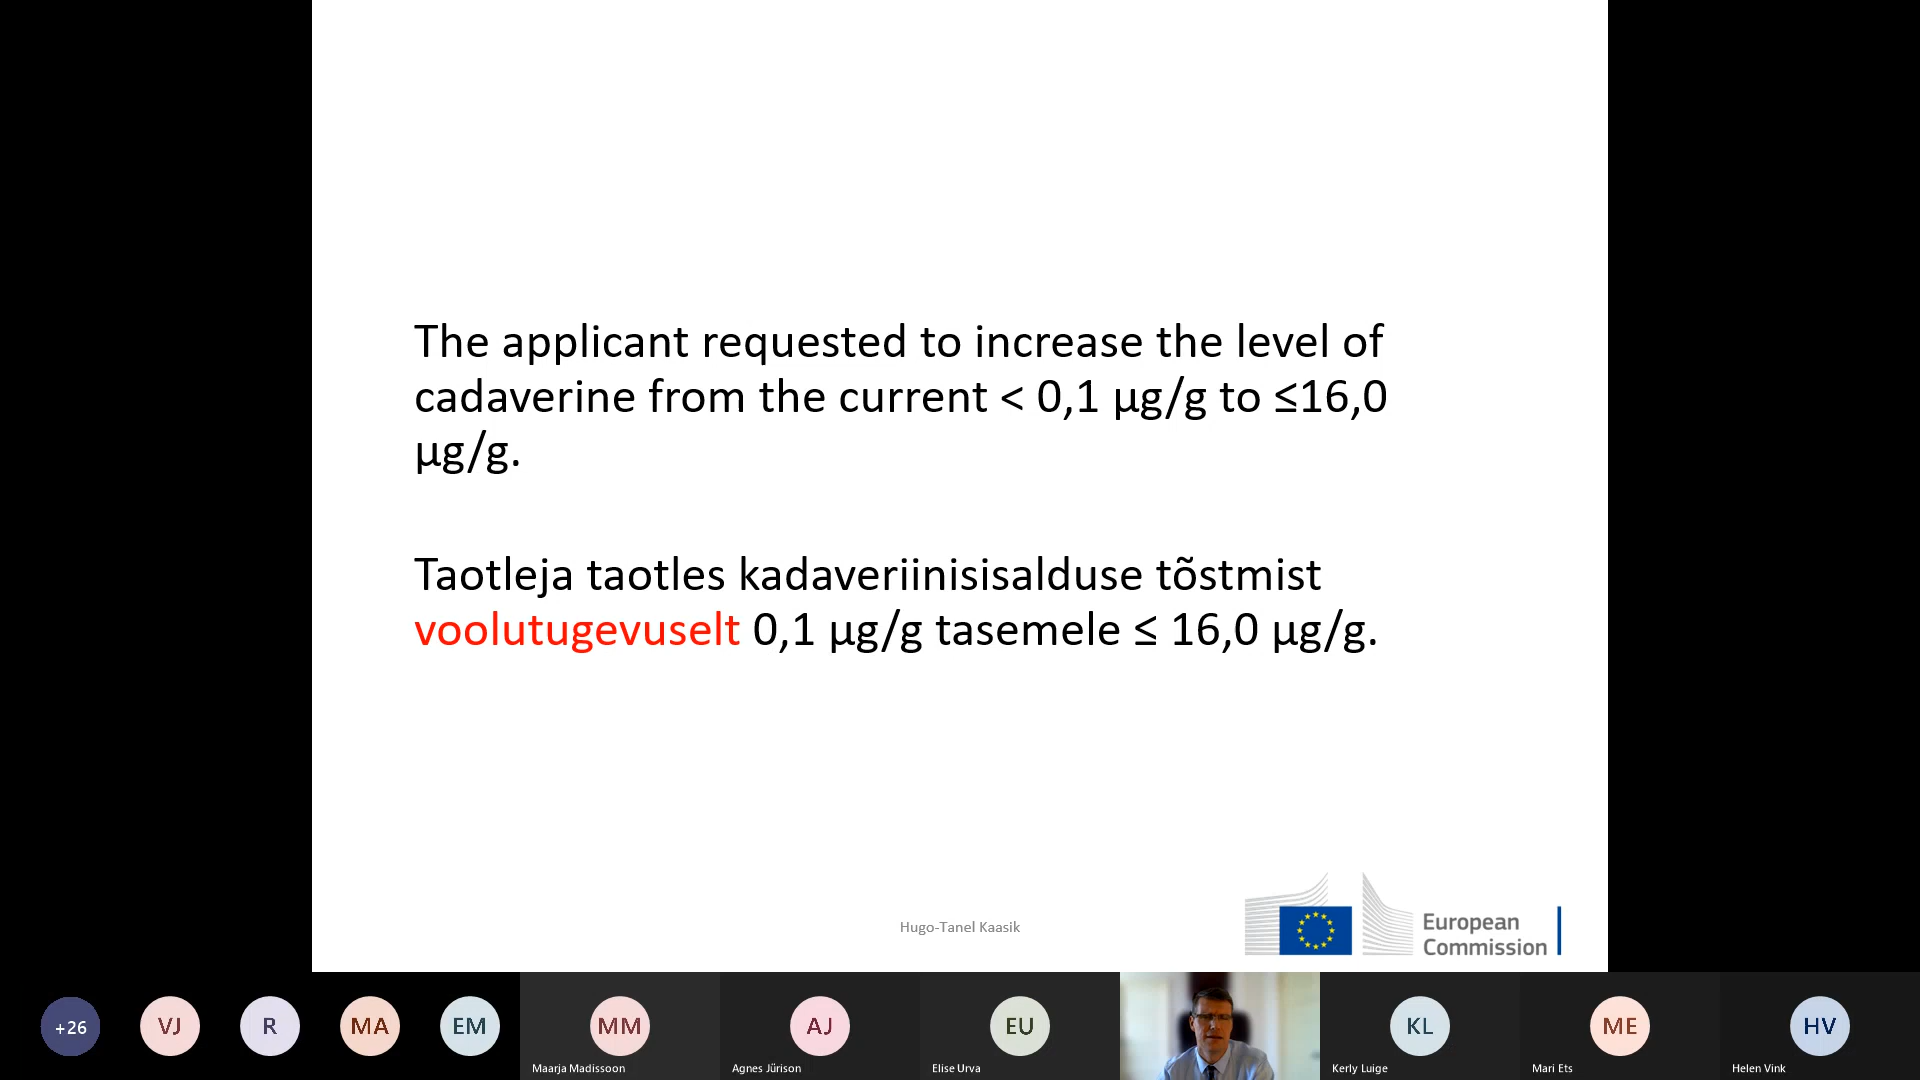 The applicant requested to increase the level of
cadaverine from the current < 0,1 µg/g to ≤16,0
µg/g.
Taotleja taotles kadaveriinisisalduse tõstmist
voolutugevuselt 0,1 µg/g tasemele ≤ 16,0 µg/g.
Hugo-Tanel Kaasik
European
Commission
+26
VJ
R
MA
EM
MM
AJ
EU
KL
ME
HV
Maarja Madissoon
Agnes Jürison
Elise Urva
Kerly Luige
Mari Ets
Helen Vink